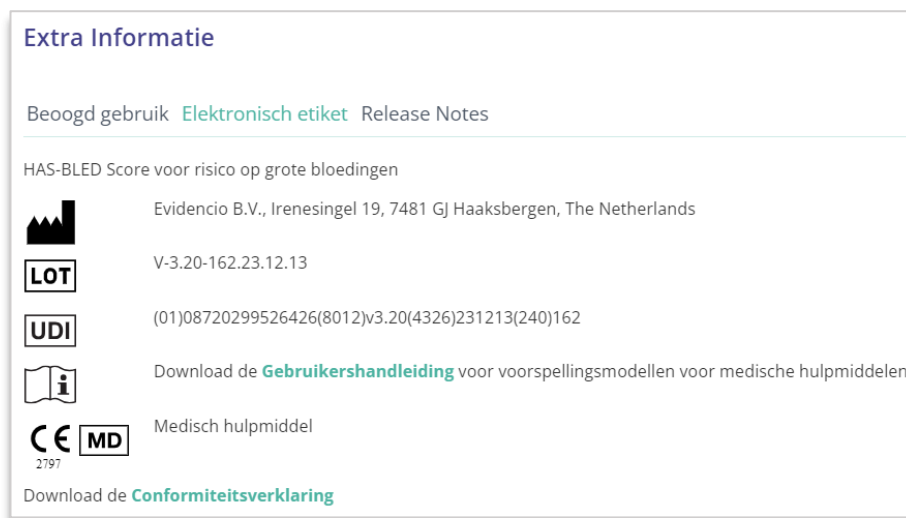 Extra Informatie
Beoogd gebruik Elektronisch etiket Release Notes
HAS-BLED Score voor risico op grote bloedingen
Evidencio B.V., Irenesingel 19, 7481 GJ Haaksbergen, The Netherlands
LOT V-3.20-162.23.12.13
UDI (01)08720299526426(8012)v3.20(4326)231213(240)162
i Download de Gebruikershandleiding voor voorspellingsmodellen voor medische hulpmiddelen
CE MD Medisch hulpmiddel
2797
Download de Conformiteitsverklaring